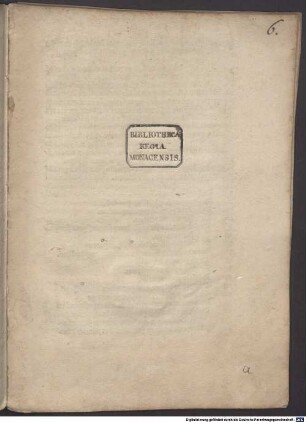 6.
BIBLIOTHECA
REGIA
MONACENSIS.
a